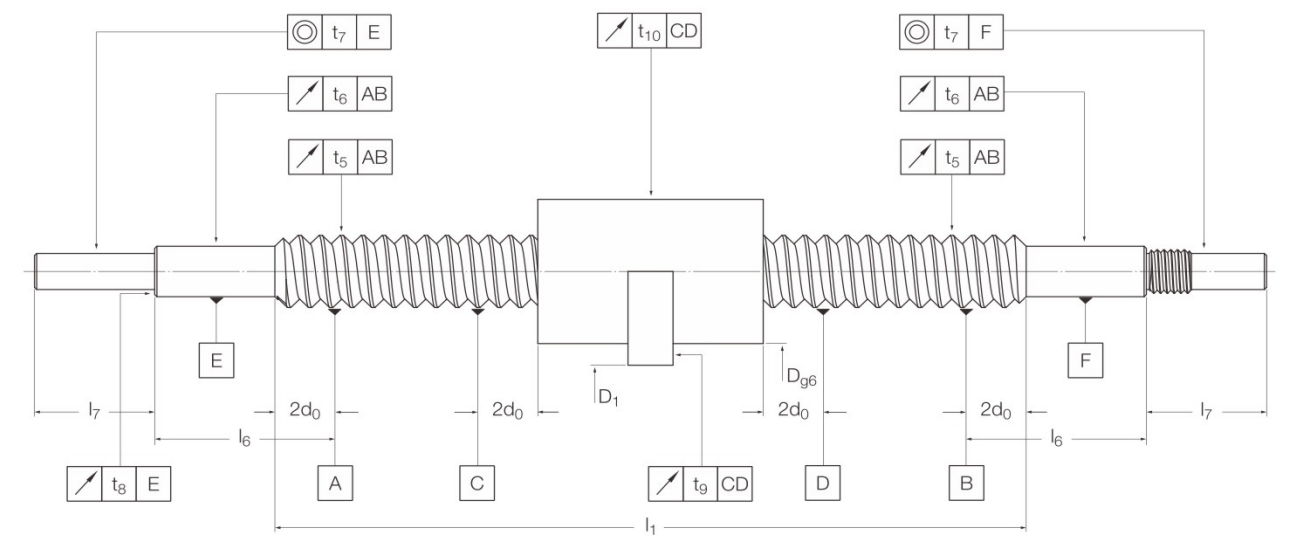 t₇ E
t₁₀ CD
t₇ F
t₆ AB
t₆ AB
t₅ AB
t₅ AB
E
F
D₁
Dg6
l₇
2d₀
2d₀
2d₀
2d₀
l₇
l₆
l₆
t₈ E
A
C
t₉ CD
D
B
l₁